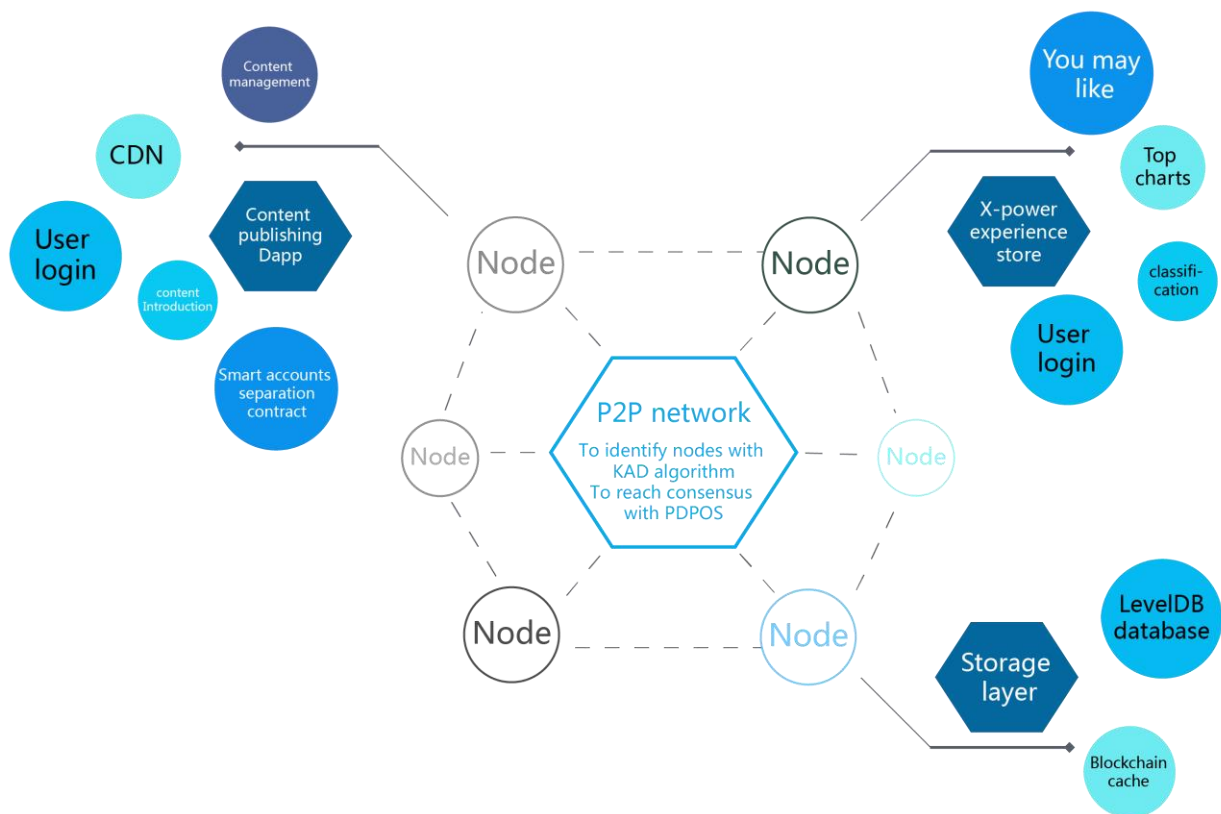 Content
management
CDN
User
login
Content
publishing
Dapp
content
Introduction
Smart accounts
separation
contract
Node
Node
Node
Node
Node
Node
P2P network
To identify nodes with
KAD algorithm
To reach consensus
with PDPOS
You may
like
Top
charts
X-power
experience
store
classifi-
cation
User
login
LevelDB
database
Storage
layer
Blockchain
cache